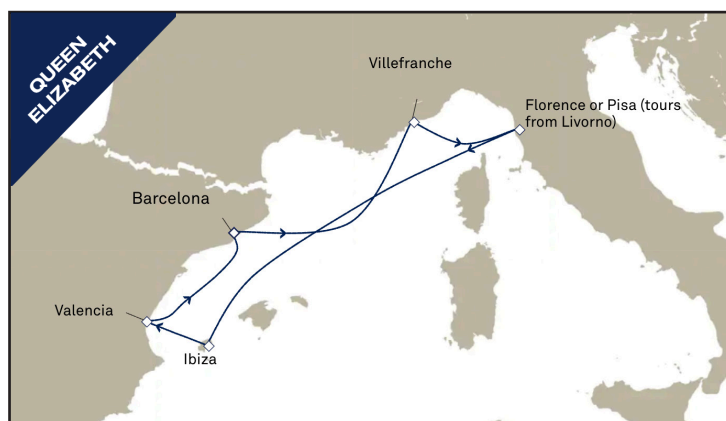 QUEEN
ELIZABETH
Villefranche
Florence or Pisa (tours
from Livorno)
Barcelona
Valencia
Ibiza